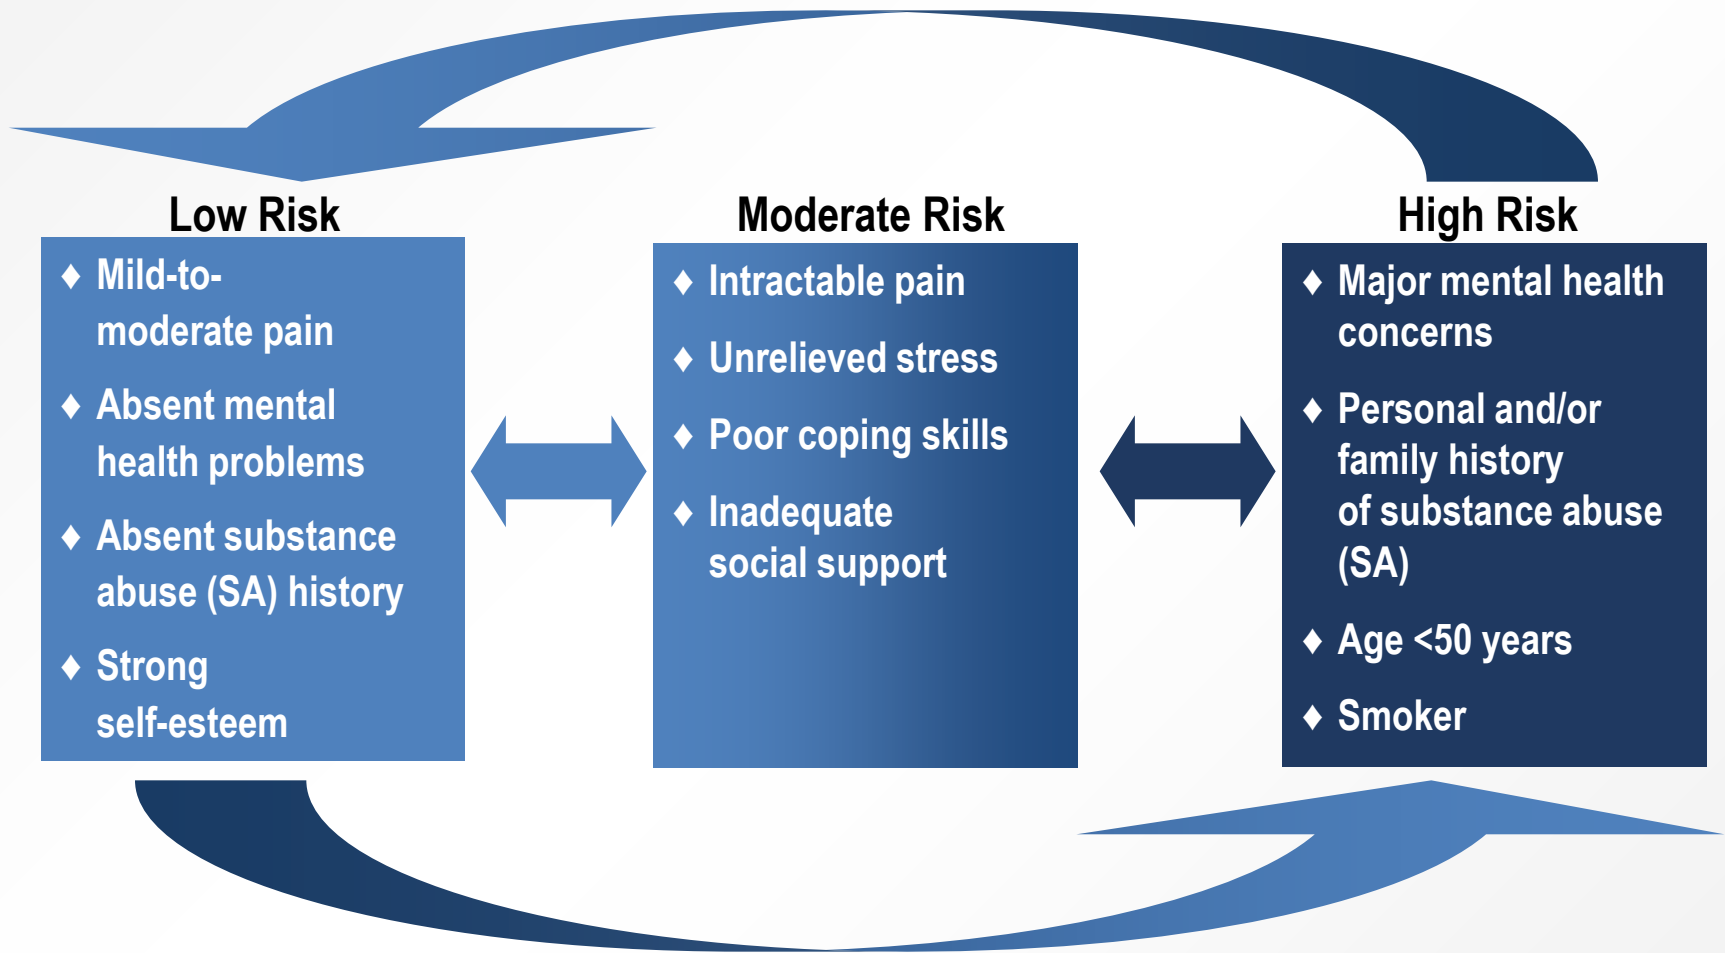 Low Risk
♦ Mild-to-
moderate pain
♦ Absent mental
health problems
♦ Absent substance
abuse (SA) history
♦ Strong
self-esteem
Moderate Risk
♦ Intractable pain
♦ Unrelieved stress
♦ Poor coping skills
♦ Inadequate
social support
High Risk
♦ Major mental health
concerns
♦ Personal and/or
family history
of substance abuse
(SA)
♦ Age <50 years
♦ Smoker